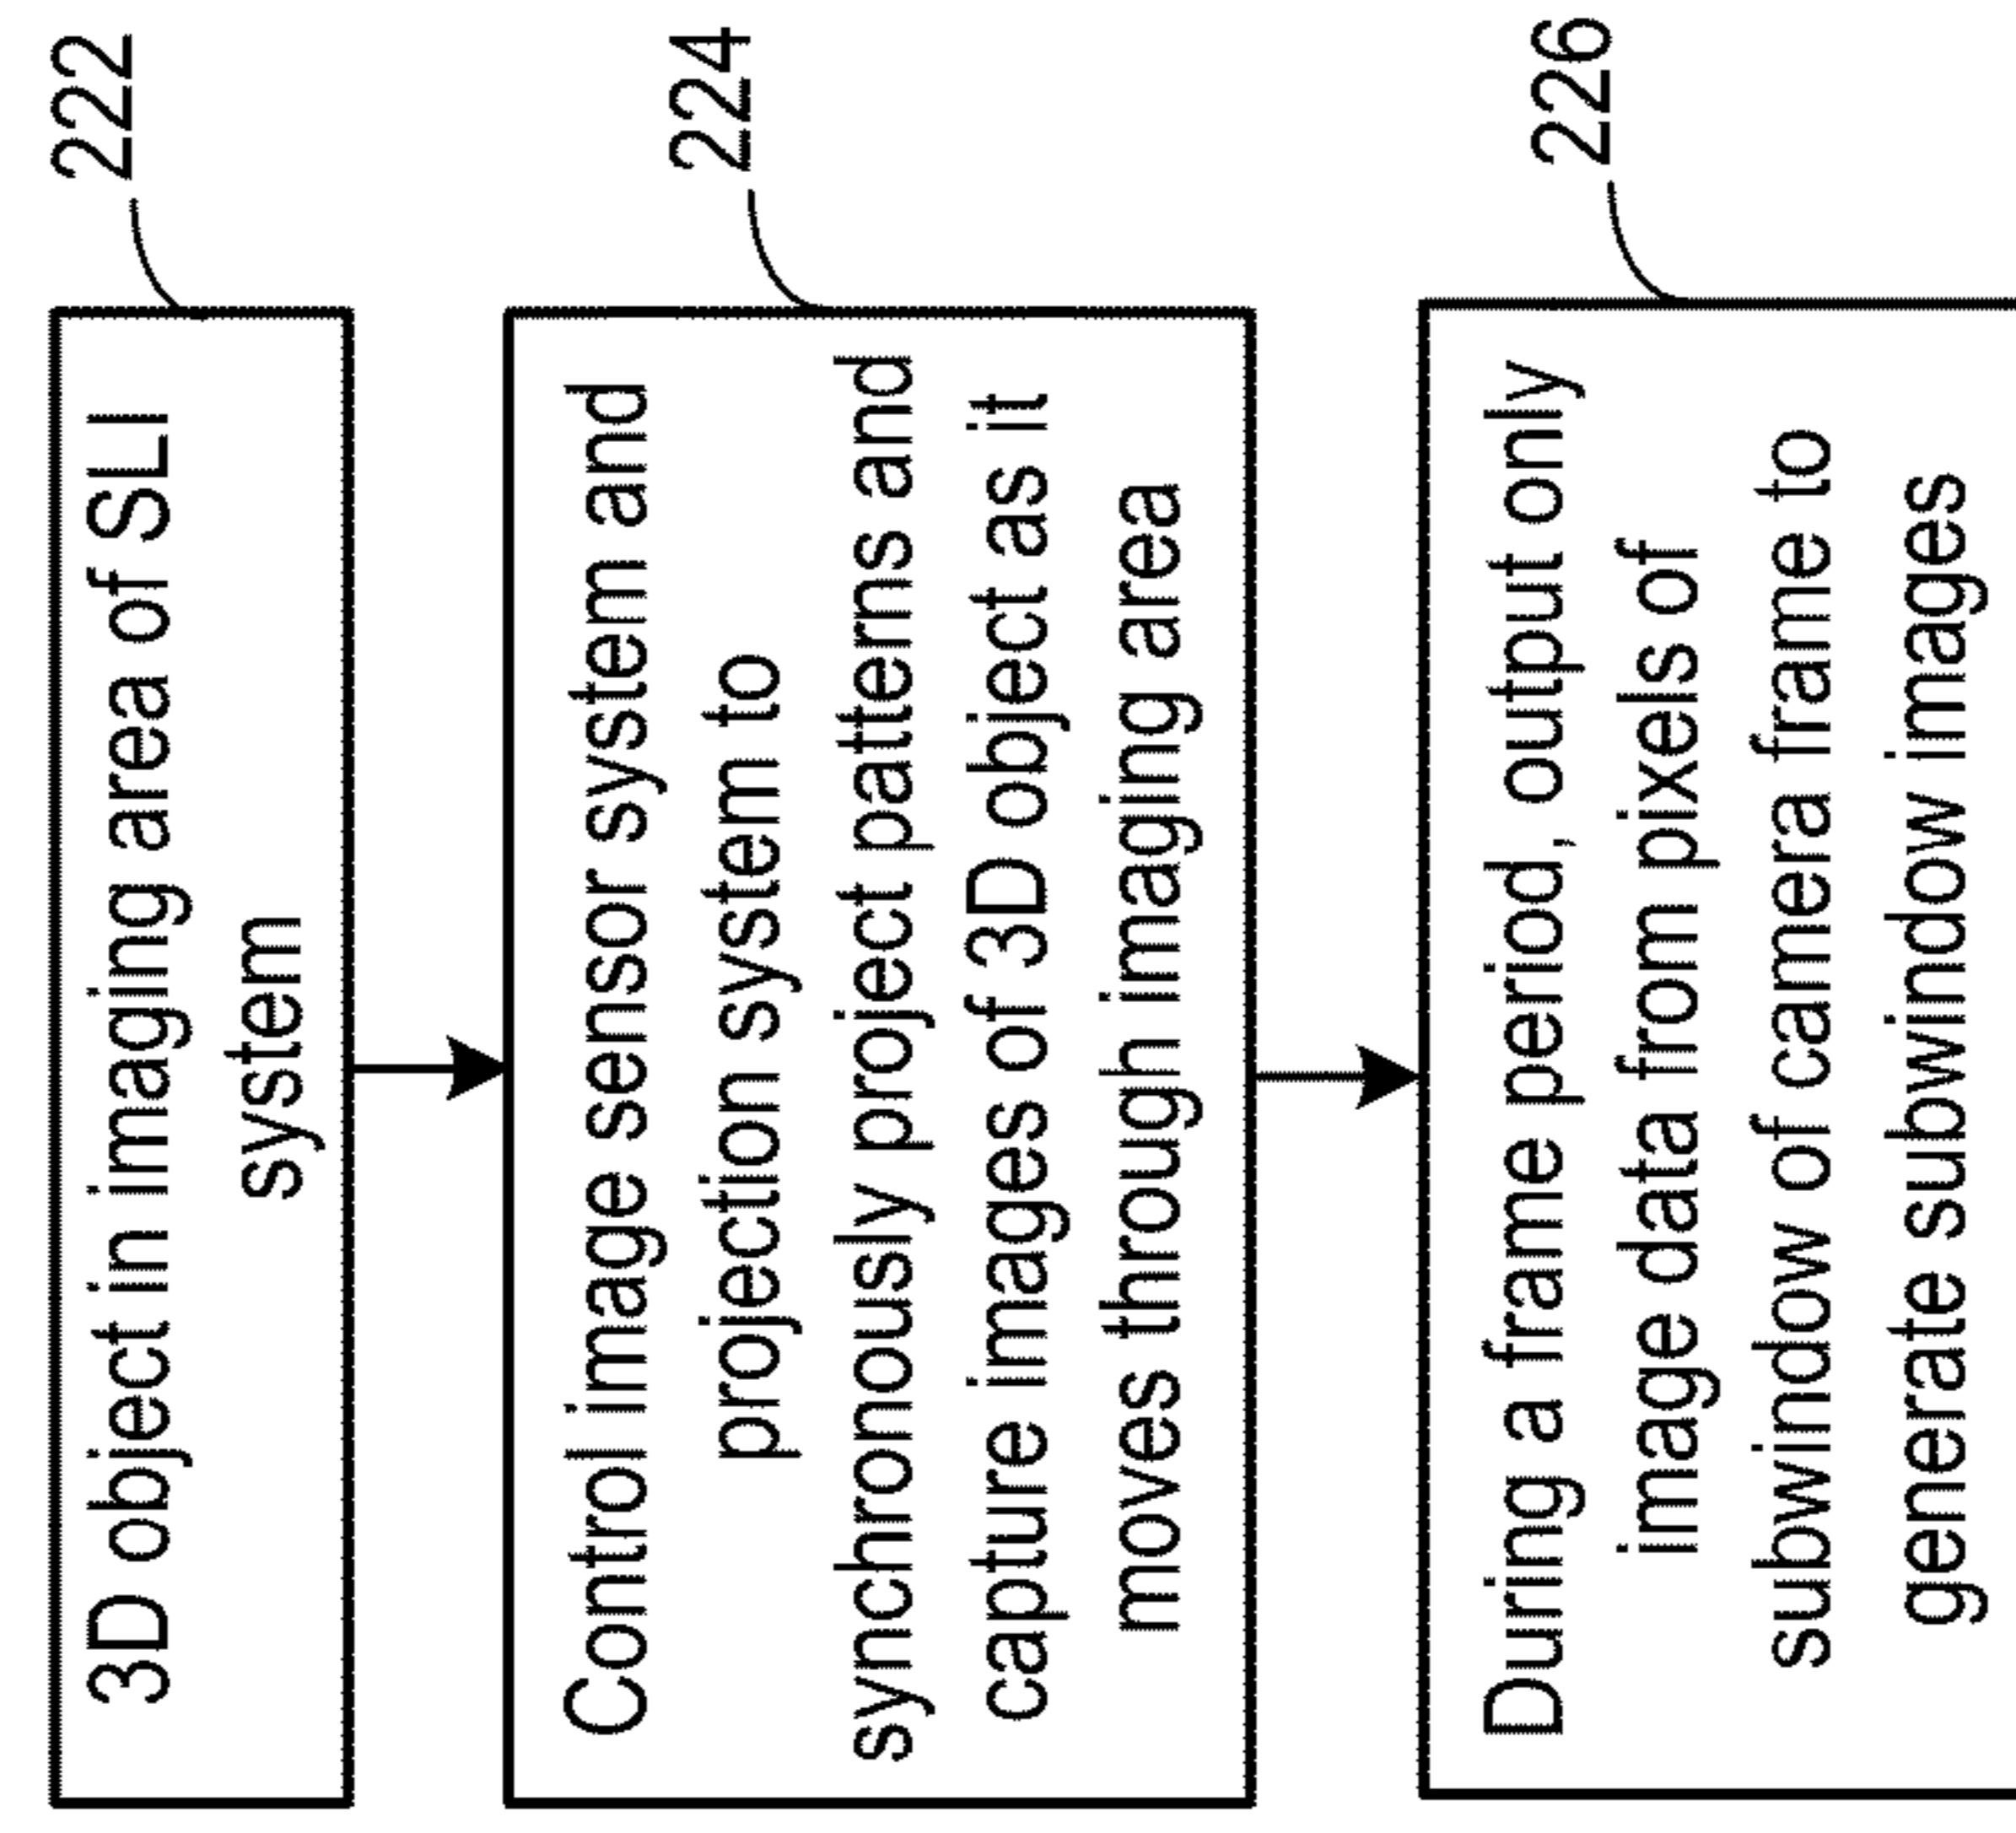 222
3D object in imaging area of SLI
system
224
Control image sensor system and
projection system to
synchronously project patterns and
capture images of 3D object as it
moves through imaging area
226
During a frame period, output only
image data from pixels of
subwindow of camera frame to
generate subwindow images